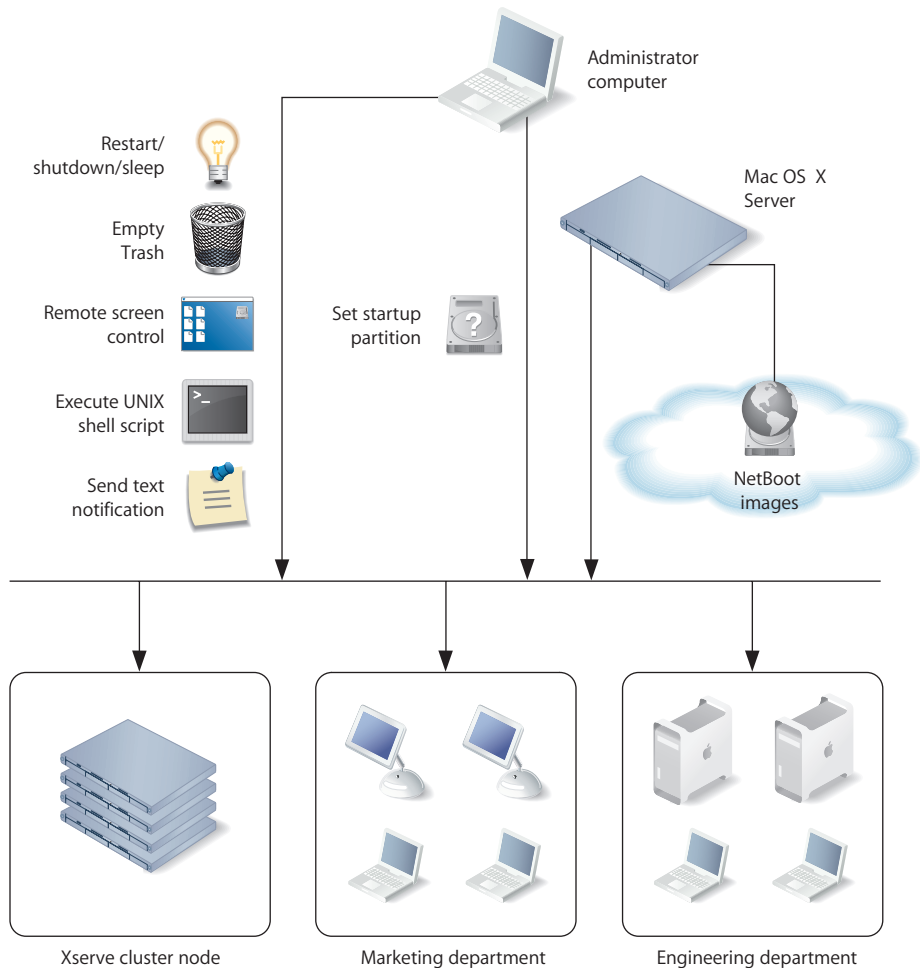 Administrator
computer
Restart/
shutdown/sleep
Mac OS X
Server
Empty
Trash
Remote screen
control
Set startup
partition
?
Execute UNIX
shell script
>_
Send text
notification
NetBoot
images
Xserve cluster node
Marketing department
Engineering department